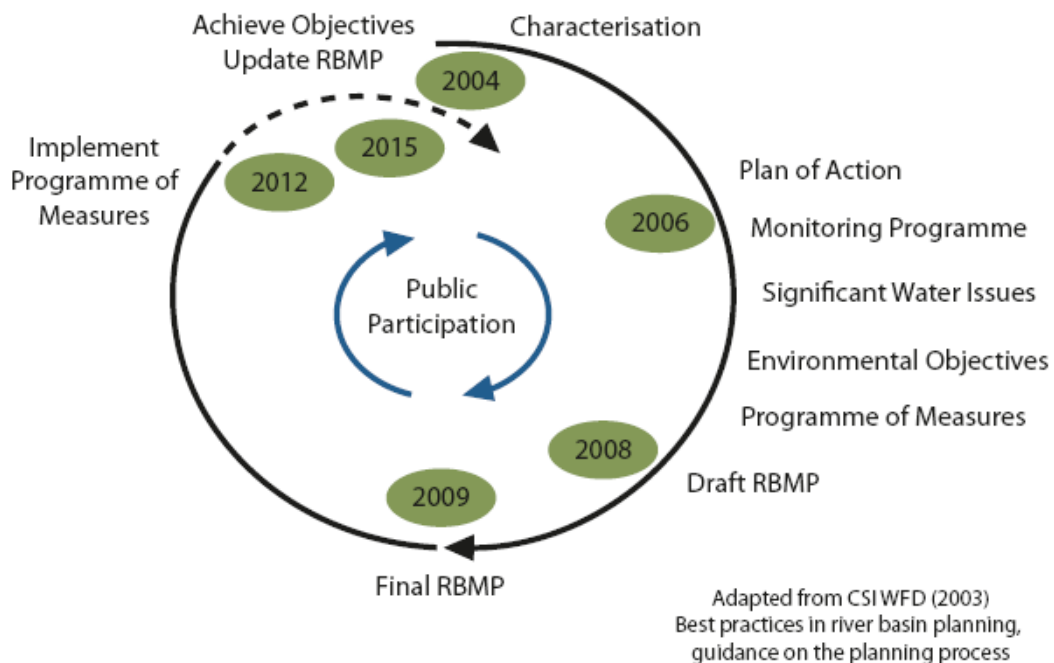 Achieve Objectives
Update RBMP
Characterisation
2004
2015
2012
Implement
Programme of
Measures
Plan of Action
2006
Monitoring Programme
Significant Water Issues
Public
Participation
Environmental Objectives
Programme of Measures
2008
Draft RBMP
2009
Final RBMP
Adapted from CSI WFD (2003)
Best practices in river basin planning,
guidance on the planning process